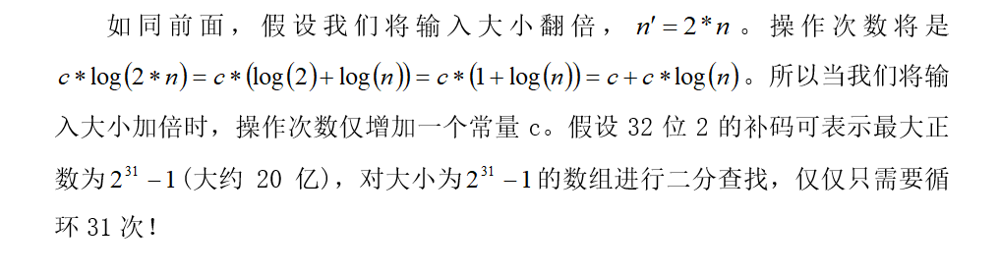 如同前面，假设我们将输入大小翻倍，n′=2*n。操作次数将是
c*log(2*n)=c*(log(2)+log(n))=c*(1+log(n))=c+c*log(n)。所以当我们将输
入大小加倍时，操作次数仅增加一个常量 c。假设 32 位 2 的补码可表示最大正
数为2³¹−1(大约 20 亿)，对大小为2³¹−1的数组进行二分查找，仅仅只需要循
环 31 次！